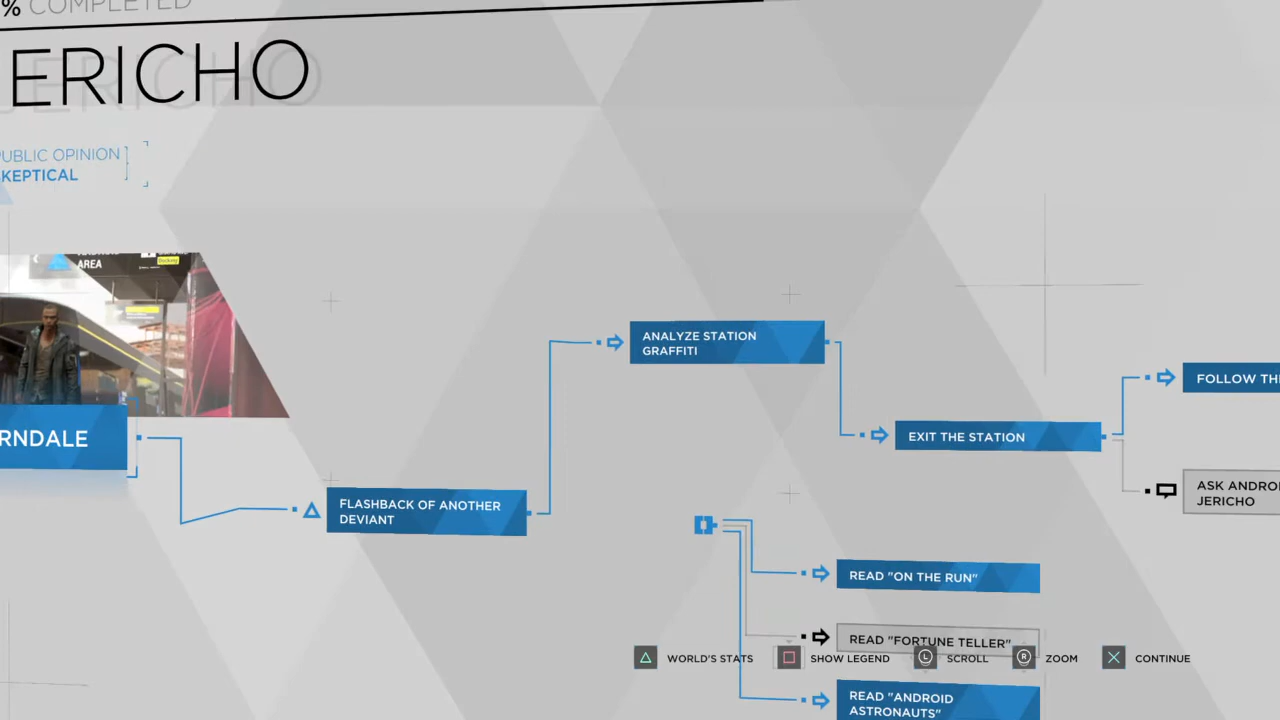 % COMPLETED
ERICHO
UBLIC OPINION
KEPTICAL
AREA
RNDALE
ANALYZE STATION
GRAFFITI
FOLLOW TH
EXIT THE STATION
ASK ANDRO
JERICHO
FLASHBACK OF ANOTHER
DEVIANT
READ "ON THE RUN"
READ "FORTUNE TELLER"
WORLD'S STATS
SHOW LEGEND
L
SCROLL
R
ZOOM
CONTINUE
READ "ANDROID
ASTRONAUTS"